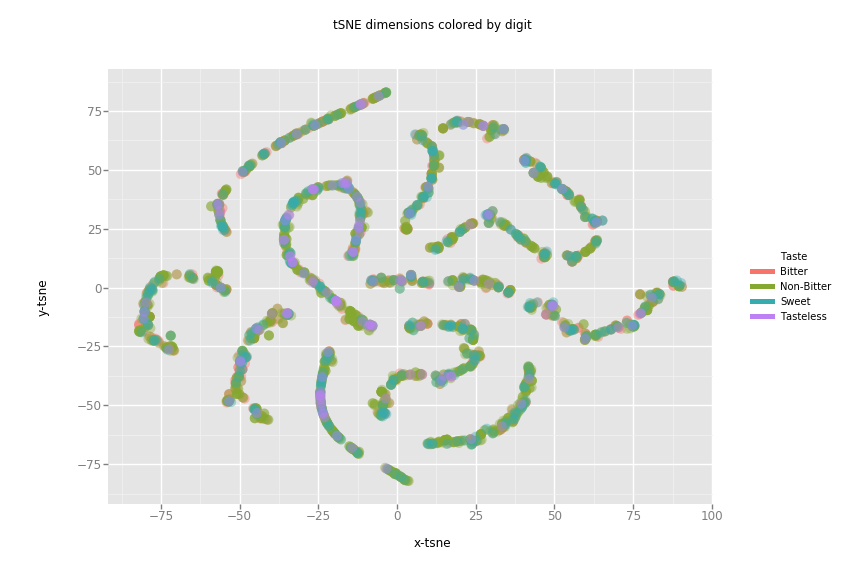 tSNE dimensions colored by digit
75
50
25
0
−25
−50
−75
y-tsne
−75
−50
−25
0
25
50
75
100
x-tsne
Taste
Bitter
Non-Bitter
Sweet
Tasteless